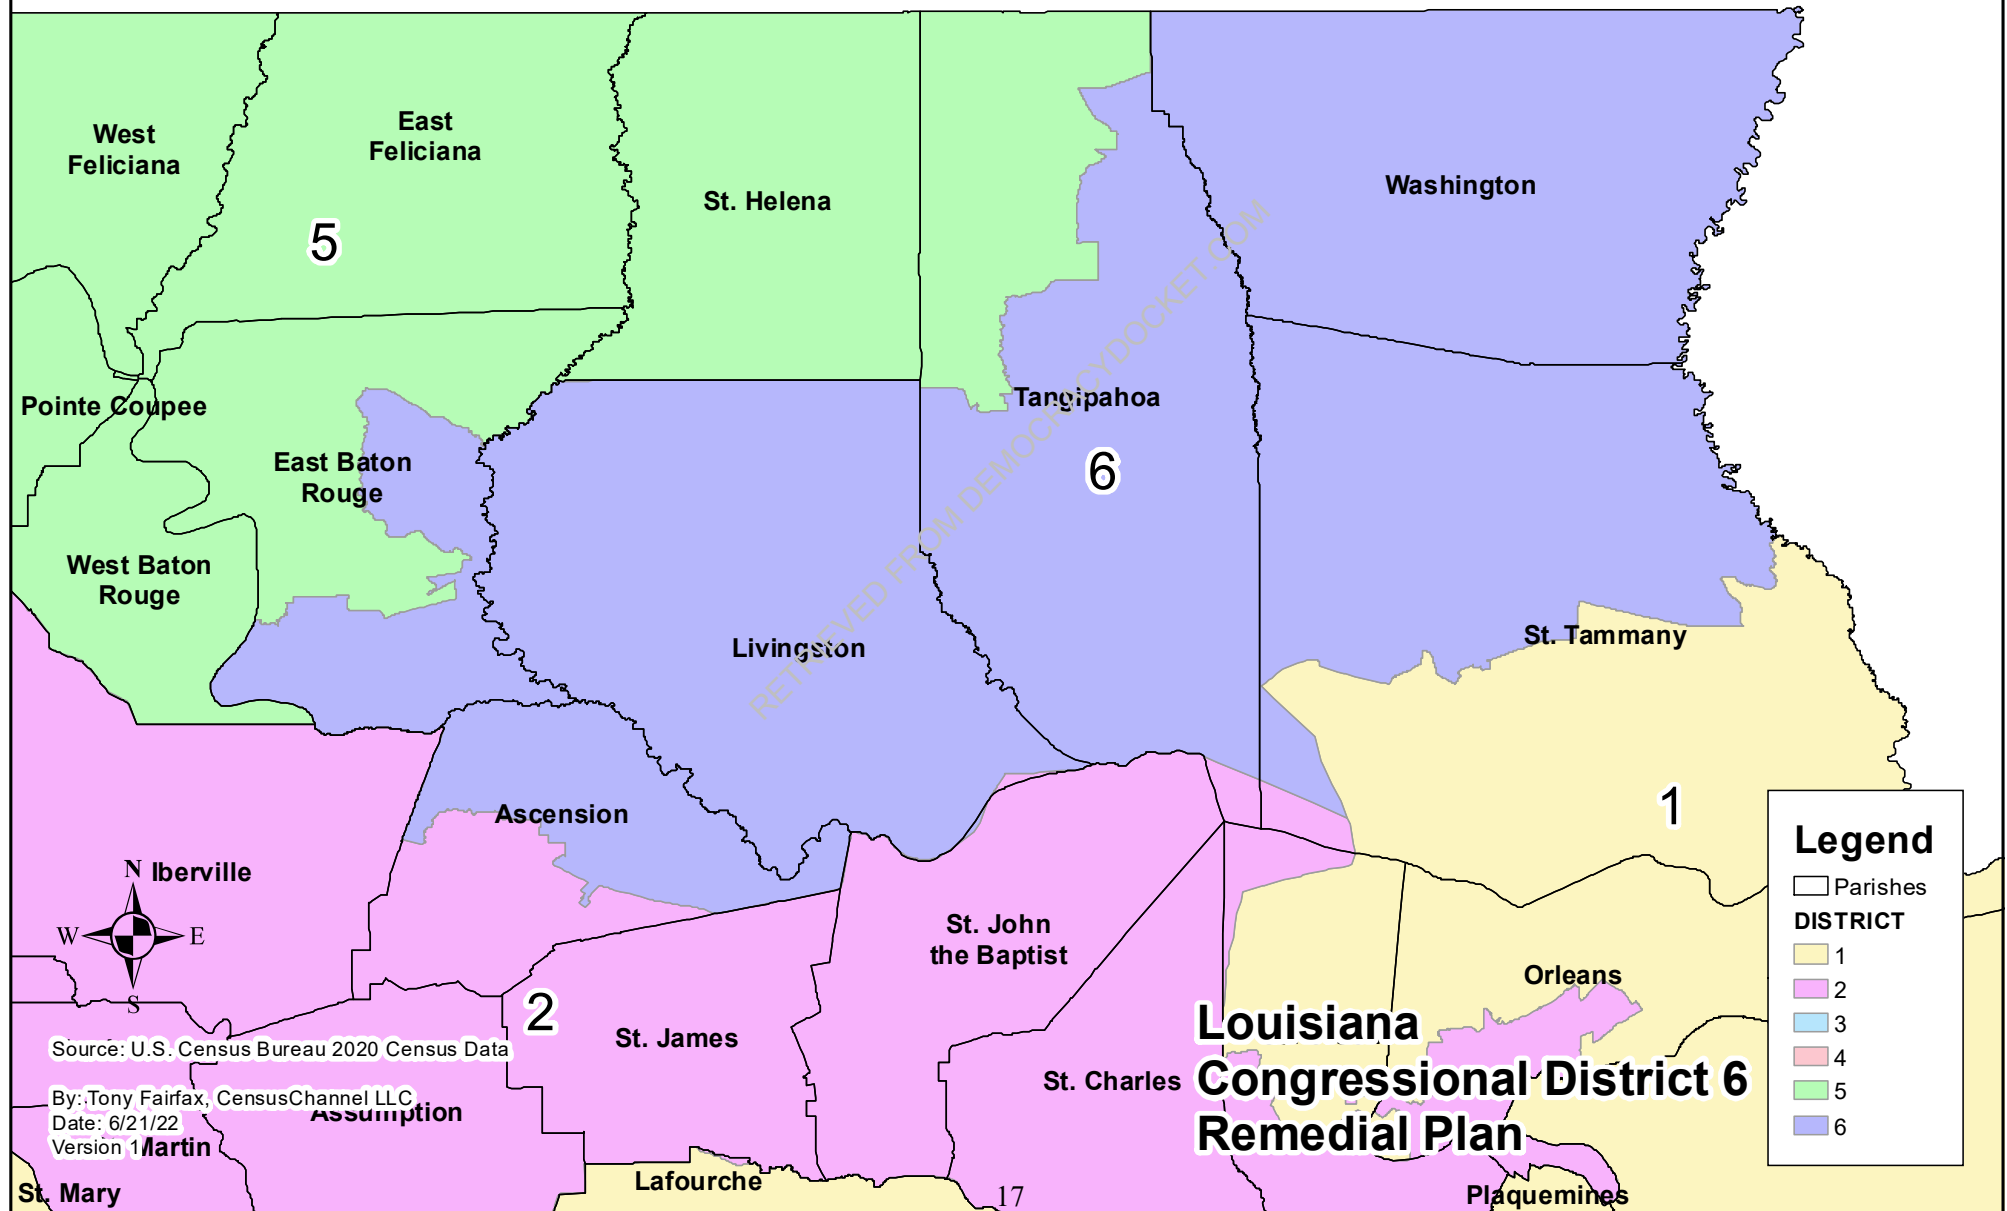 West
Feliciana
East
Feliciana
St. Helena
Washington
5
Pointe Coupee
Tangipahoa
East Baton
Rouge
6
West Baton
Rouge
Livingston
St. Tammany
RETRIEVED FROM DEMOCRACYDOCKET.COM
1
Ascension
Iberville
N
W
E
S
St. John
the Baptist
Orleans
2
St. James
St. Charles
Assumption
Martin
St. Mary
Lafourche
Plaquemines
Source: U.S. Census Bureau 2020 Census Data
By: Tony Fairfax, CensusChannel LLC
Date: 6/21/22
Version 1
Louisiana
Congressional District 6
Remedial Plan
17
Legend
Parishes
DISTRICT
1
2
3
4
5
6